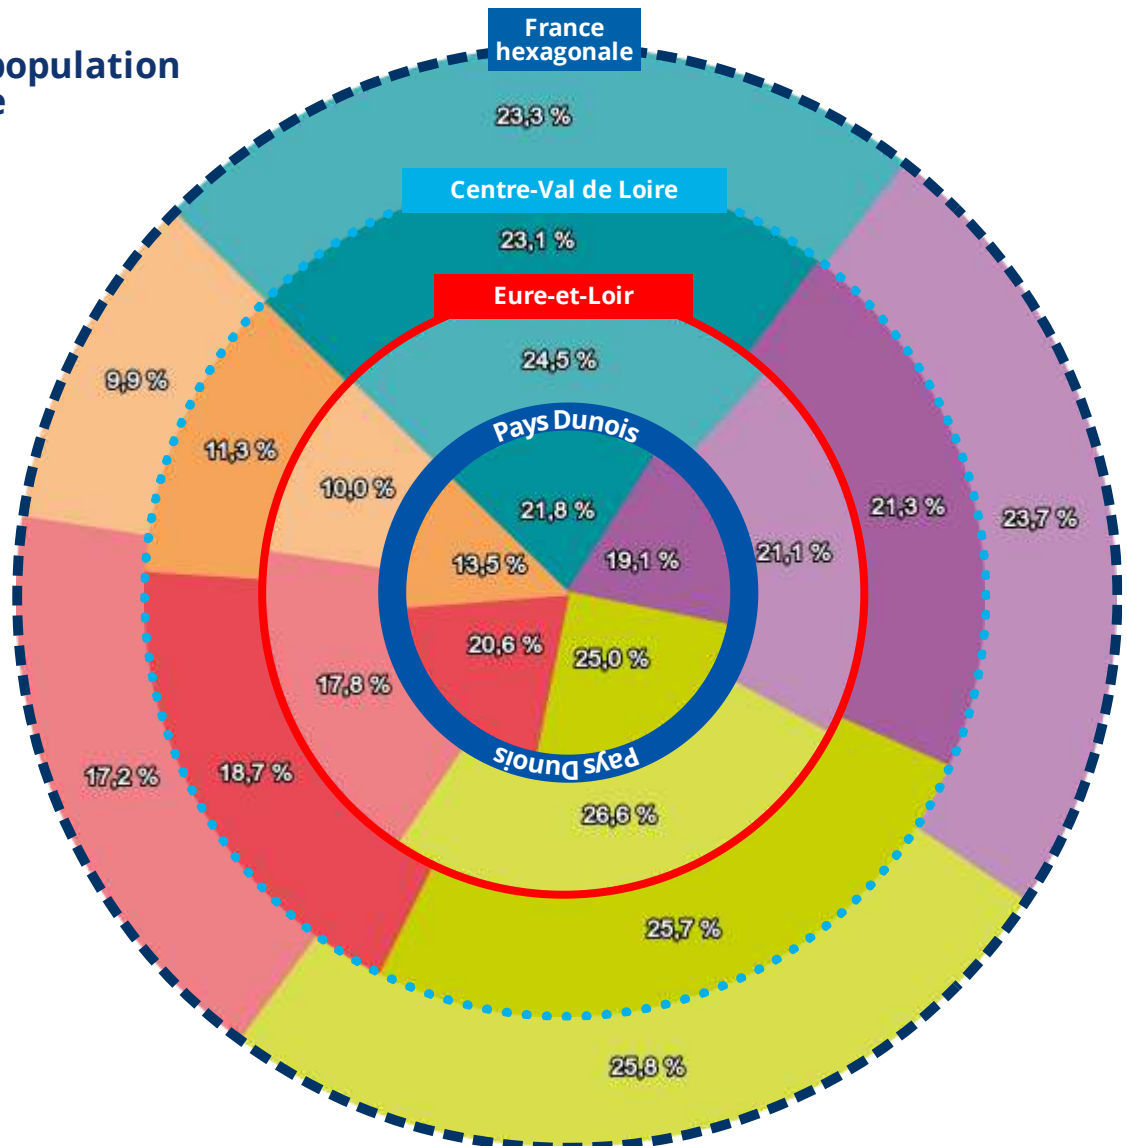 population
e
France
hexagonale
23,3 %
Centre-Val de Loire
23,1 %
Eure-et-Loir
24,5 %
9,9 %
Pays Dunois
11,3 %
10,0 %
21,8 %
21,3 %
23,7 %
13,5 %
19,1 %
21,1 %
20,6 %
25,0 %
17,8 %
Pays Dunois
17,2 %
18,7 %
26,6 %
25,7 %
25,8 %